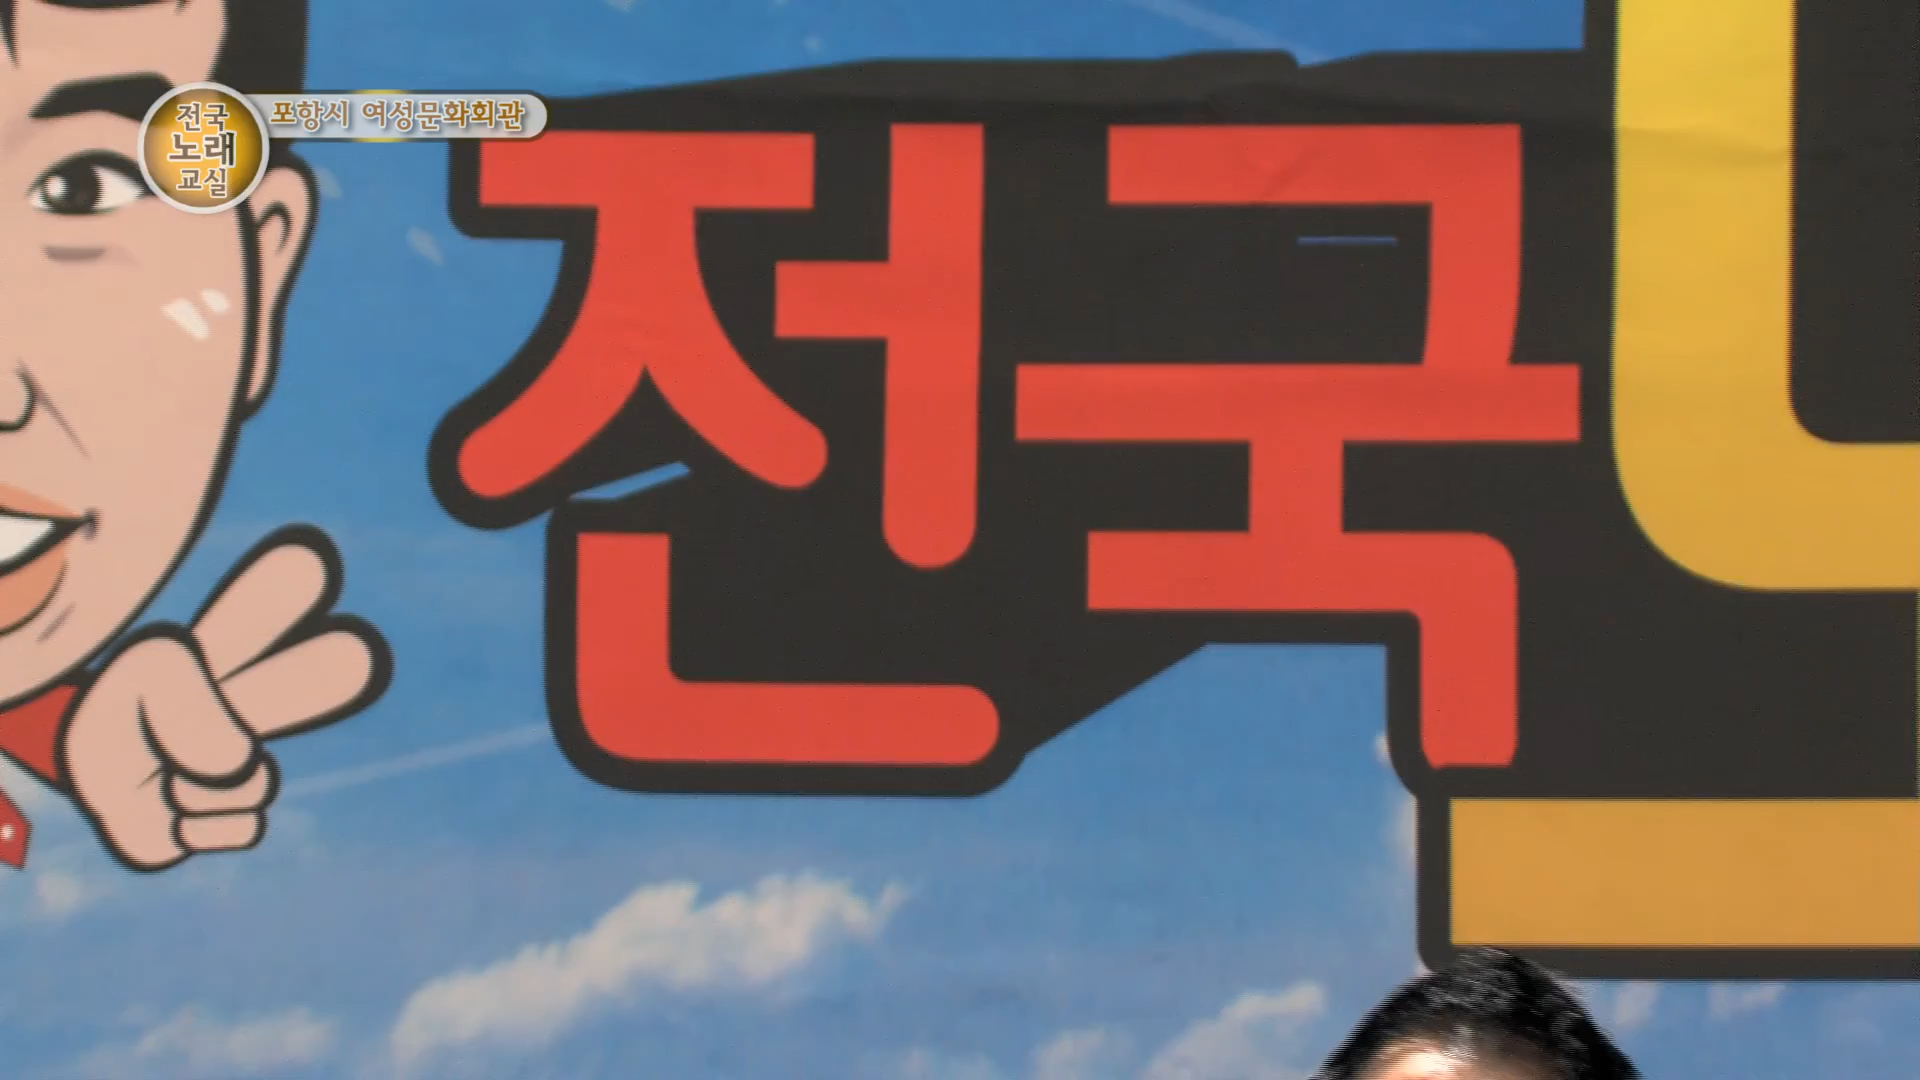 전국
노래
교실
포항시 여성문화회관
전국